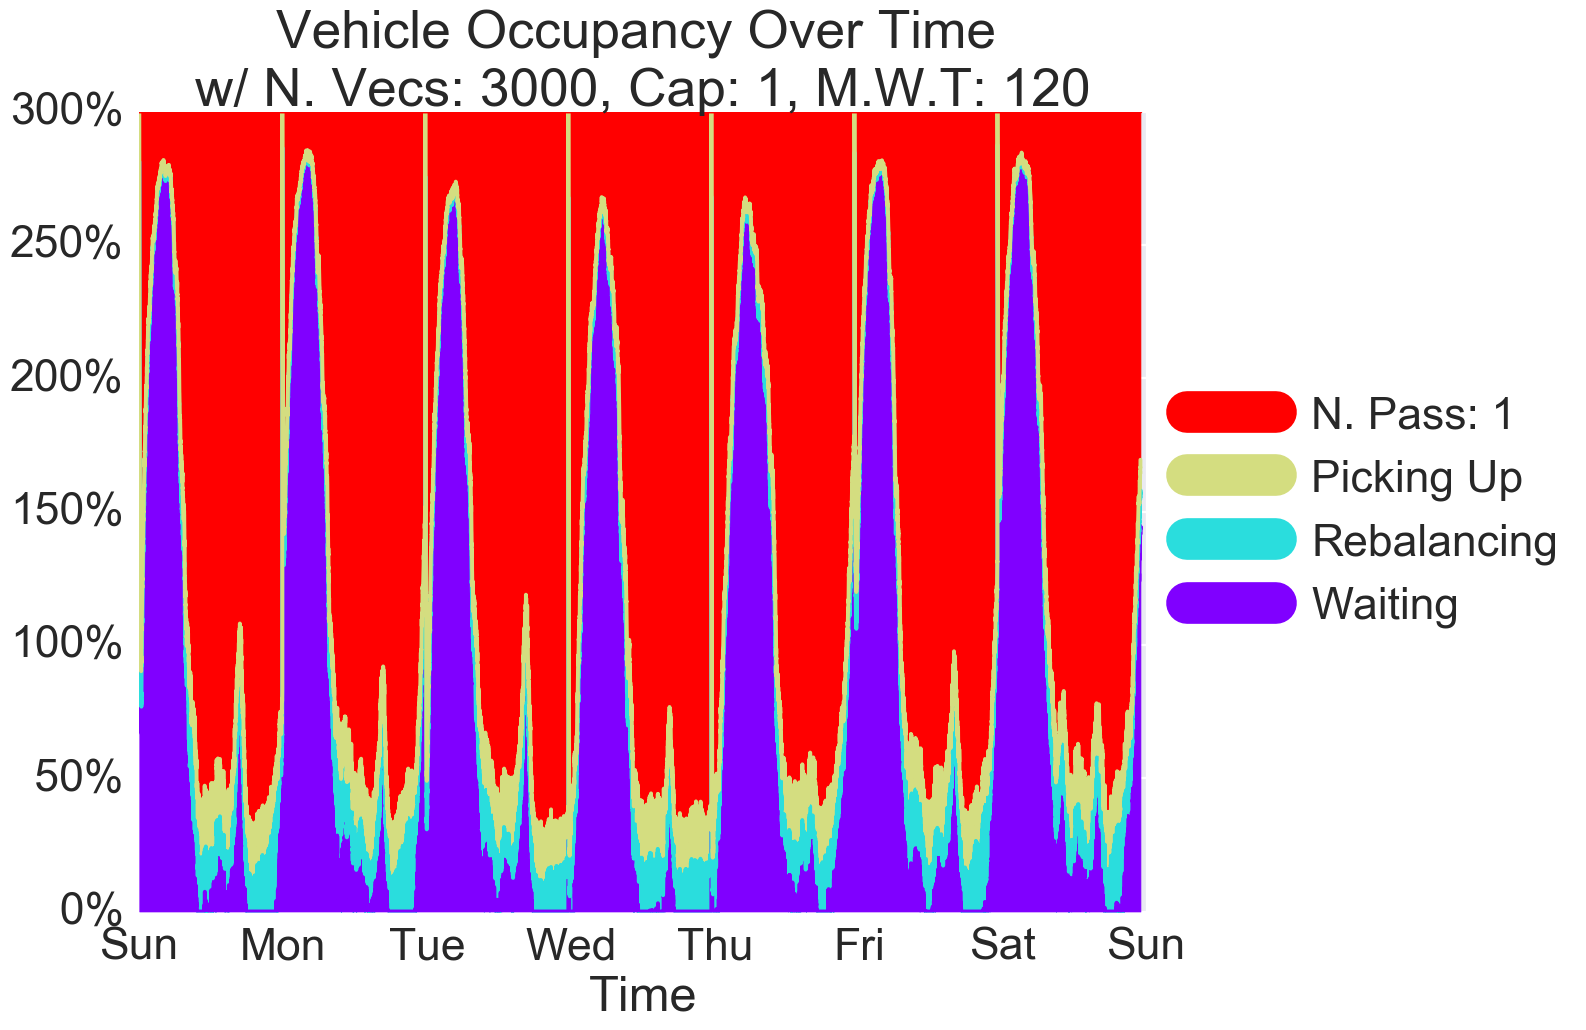 Vehicle Occupancy Over Time
w/ N. Vecs: 3000, Cap: 1, M.W.T: 120
300%
250%
200%
150%
100%
50%
0%
Sun Mon Tue Wed Thu Fri Sat Sun
Time
N. Pass: 1
Picking Up
Rebalancing
Waiting